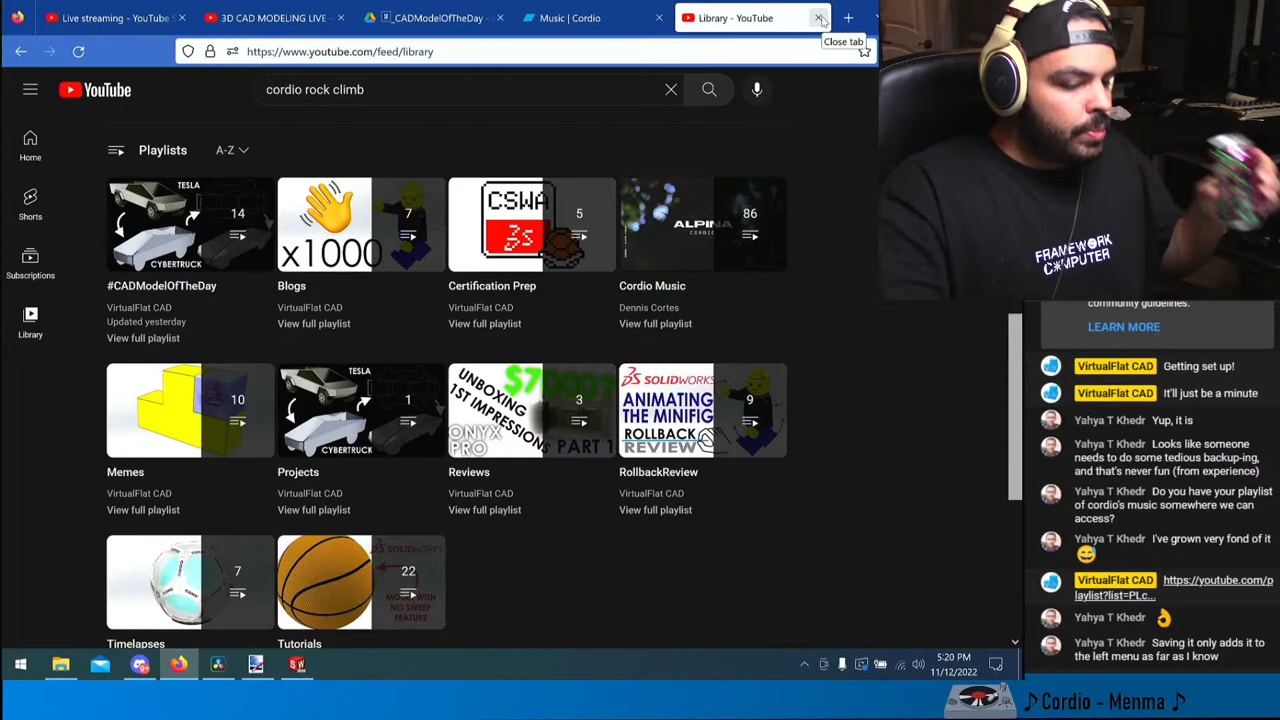 Live streaming - YouTube S
3D CAD MODELING LIVE -
_CADModelOfTheDay -
Music | Cordio
Library - YouTube
Close tab
https://www.youtube.com/feed/library
YouTube
cordio rock climb
Home
Shorts
Subscriptions
Library
Playlists
A-Z
TESLA
CYBERTRUCK
14
x1000
7
CSWA
5
ALPINA
CORDIO
86
#CADModelOfTheDay
Blogs
Certification Prep
Cordio Music
VirtualFlat CAD
VirtualFlat CAD
VirtualFlat CAD
Dennis Cortes
Updated yesterday
View full playlist
View full playlist
View full playlist
View full playlist
10
TESLA
CYBERTRUCK
1
$7000?
UNBOXING
1ST IMPRESSIONS
ONYX
PRO
PART 1
3
SOLIDWORKS
ANIMATING
THE MINIFIG
ROLLBACK
REVIEW
9
Memes
Projects
Reviews
RollbackReview
VirtualFlat CAD
VirtualFlat CAD
VirtualFlat CAD
VirtualFlat CAD
View full playlist
View full playlist
View full playlist
View full playlist
7
SOLIDWORKS
22
MODEL WITH
NO SWEEP
FEATURE
Timelapses
Tutorials
FRAMEWORK
COMPUTER
community guidelines.
LEARN MORE
VirtualFlat CAD Getting set up!
VirtualFlat CAD It'll just be a minute
Yahya T Khedr Yup, it is
Yahya T Khedr Looks like someone
needs to do some tedious backup-ing,
and that's never fun (from experience)
Yahya T Khedr Do you have your playlist
of cordio's music somewhere we can
access?
Yahya T Khedr I've grown very fond of it
😅
VirtualFlat CAD https://youtube.com/p
laylist?list=PLc...
Yahya T Khedr 👌
Yahya T Khedr Saving it only adds it to
the left menu as far as I know
5:20 PM
11/12/2022
♪ Cordio - Menma ♪